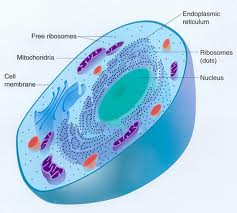 Endoplasmic
reticulum
Free ribosomes
Mitochondria
Ribosomes
(dots)
Cell
membrane
Nucleus